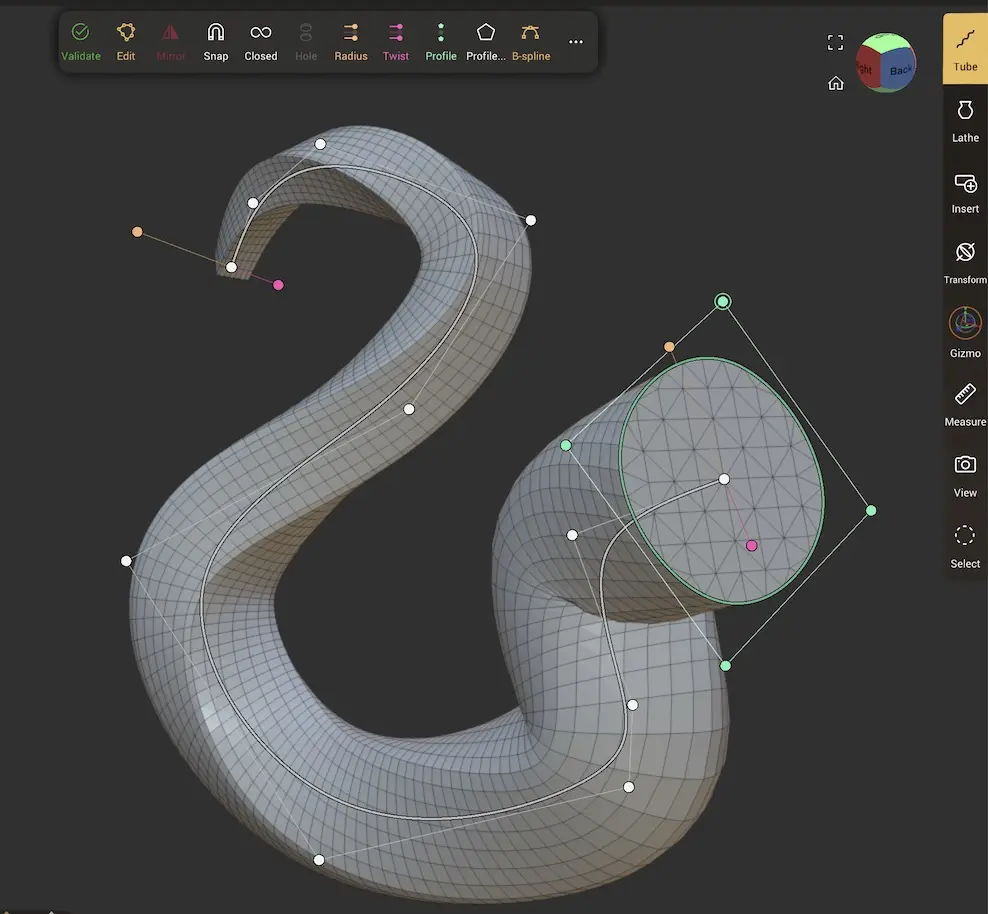 Validate
Edit
Mirror
Snap
Closed
Hole
Radius
Twist
Profile
Profile...
B-spline
...
ght
Back
Tube
Lathe
Insert
Transform
Gizmo
Measure
View
Select